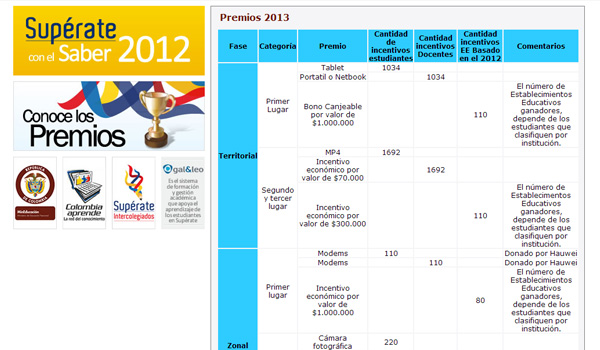 Supérate
con el Saber 2012
Conoce los
Premios
REPUBLICA
DE COLOMBIA
MinEducación
Colombia
aprende
La red del conocimiento
Supérate
Intercolegiados
gal&leo
Es el sistema
de formación
y gestión
académica
que apoya el
aprendizaje de
los estudiantes
en Supérate
Premios 2013
Fase
Categoría
Premio
Cantidad
de
incentivos
estudiantes
Cantidad
incentivos
Docentes
Cantidad
incentivos
EE Basado
en el 2012
Comentarios
Territorial
Primer
Lugar
Tablet
1034
Portatil o Netbook
1034
Bono Canjeable
por valor de
$1.000.000
110
El número de
Establecimientos
Educativos
ganadores,
depende de los
estudiantes que
clasifiquen por
institución.
Segundo
y tercer
lugar
MP4
1692
Incentivo
económico por
valor de $70.000
1692
Incentivo
económico por
valor de $300.000
110
El número de
Establecimientos
Educativos
ganadores,
depende de los
estudiantes que
clasifiquen por
institución.
Zonal
Primer
lugar
Modems
110
Donado por Hauwei
Modems
110
Donado por Hauwei
Incentivo
económico por
valor de
$1.000.000
80
El número de
Establecimientos
Educativos
ganadores,
depende de los
estudiantes que
clasifiquen por
institución.
Cámara
fotográfica
220